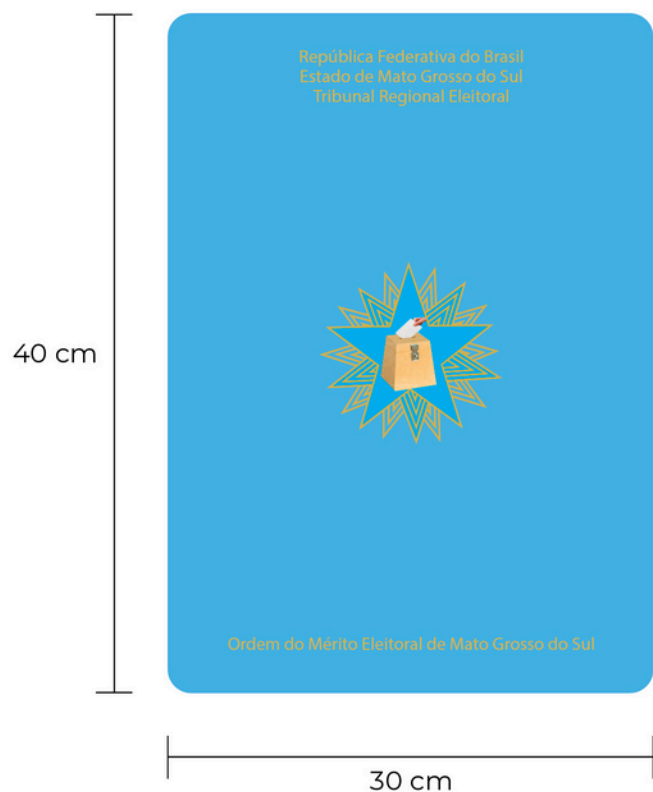 República Federativa do Brasil
Estado de Mato Grosso do Sul
Tribunal Regional Eleitoral
40 cm
Ordem do Mérito Eleitoral de Mato Grosso do Sul
30 cm